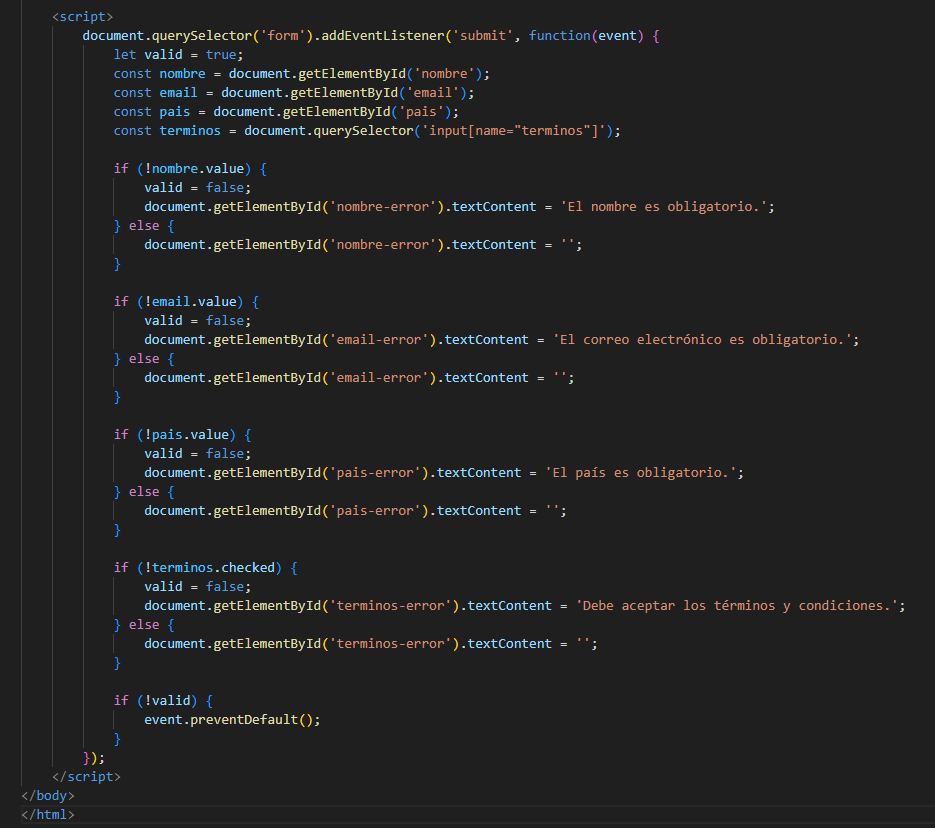 <script>
document.querySelector('form').addEventListener('submit', function(event) {
let valid = true;
const nombre = document.getElementById('nombre');
const email = document.getElementById('email');
const pais = document.getElementById('pais');
const terminos = document.querySelector('input[name="terminos"]');
if (!nombre.value) {
valid = false;
document.getElementById('nombre-error').textContent = 'El nombre es obligatorio.';
} else {
document.getElementById('nombre-error').textContent = '';
}
if (!email.value) {
valid = false;
document.getElementById('email-error').textContent = 'El correo electrónico es obligatorio.';
} else {
document.getElementById('email-error').textContent = '';
}
if (!pais.value) {
valid = false;
document.getElementById('pais-error').textContent = 'El país es obligatorio.';
} else {
document.getElementById('pais-error').textContent = '';
}
if (!terminos.checked) {
valid = false;
document.getElementById('terminos-error').textContent = 'Debe aceptar los términos y condiciones.';
} else {
document.getElementById('terminos-error').textContent = '';
}
if (!valid) {
event.preventDefault();
}
});
</script>
</body>
</html>